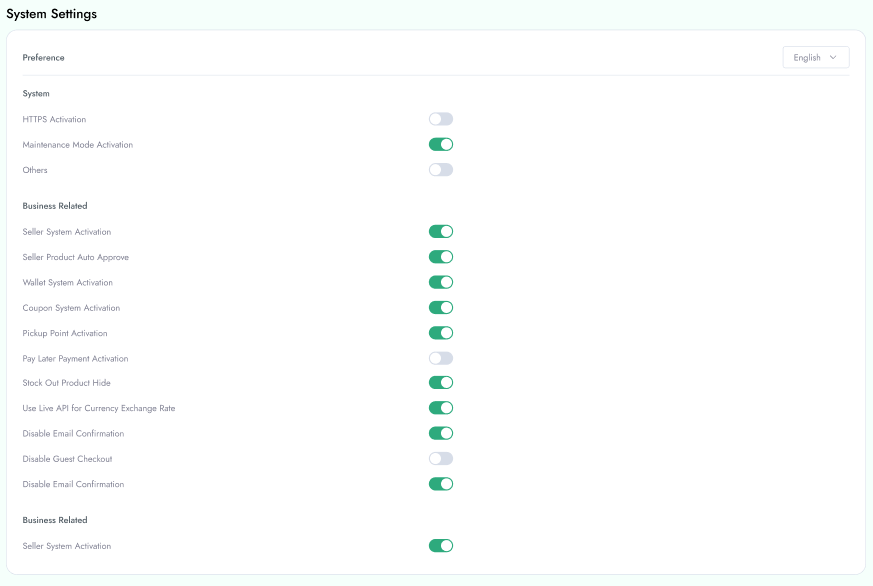 System Settings
Preference
English
System
HTTPS Activation
Maintenance Mode Activation
Others
Business Related
Seller System Activation
Seller Product Auto Approve
Wallet System Activation
Coupon System Activation
Pickup Point Activation
Pay Later Payment Activation
Stock Out Product Hide
Use Live API for Currency Exchange Rate
Disable Email Confirmation
Disable Guest Checkout
Disable Email Confirmation
Business Related
Seller System Activation